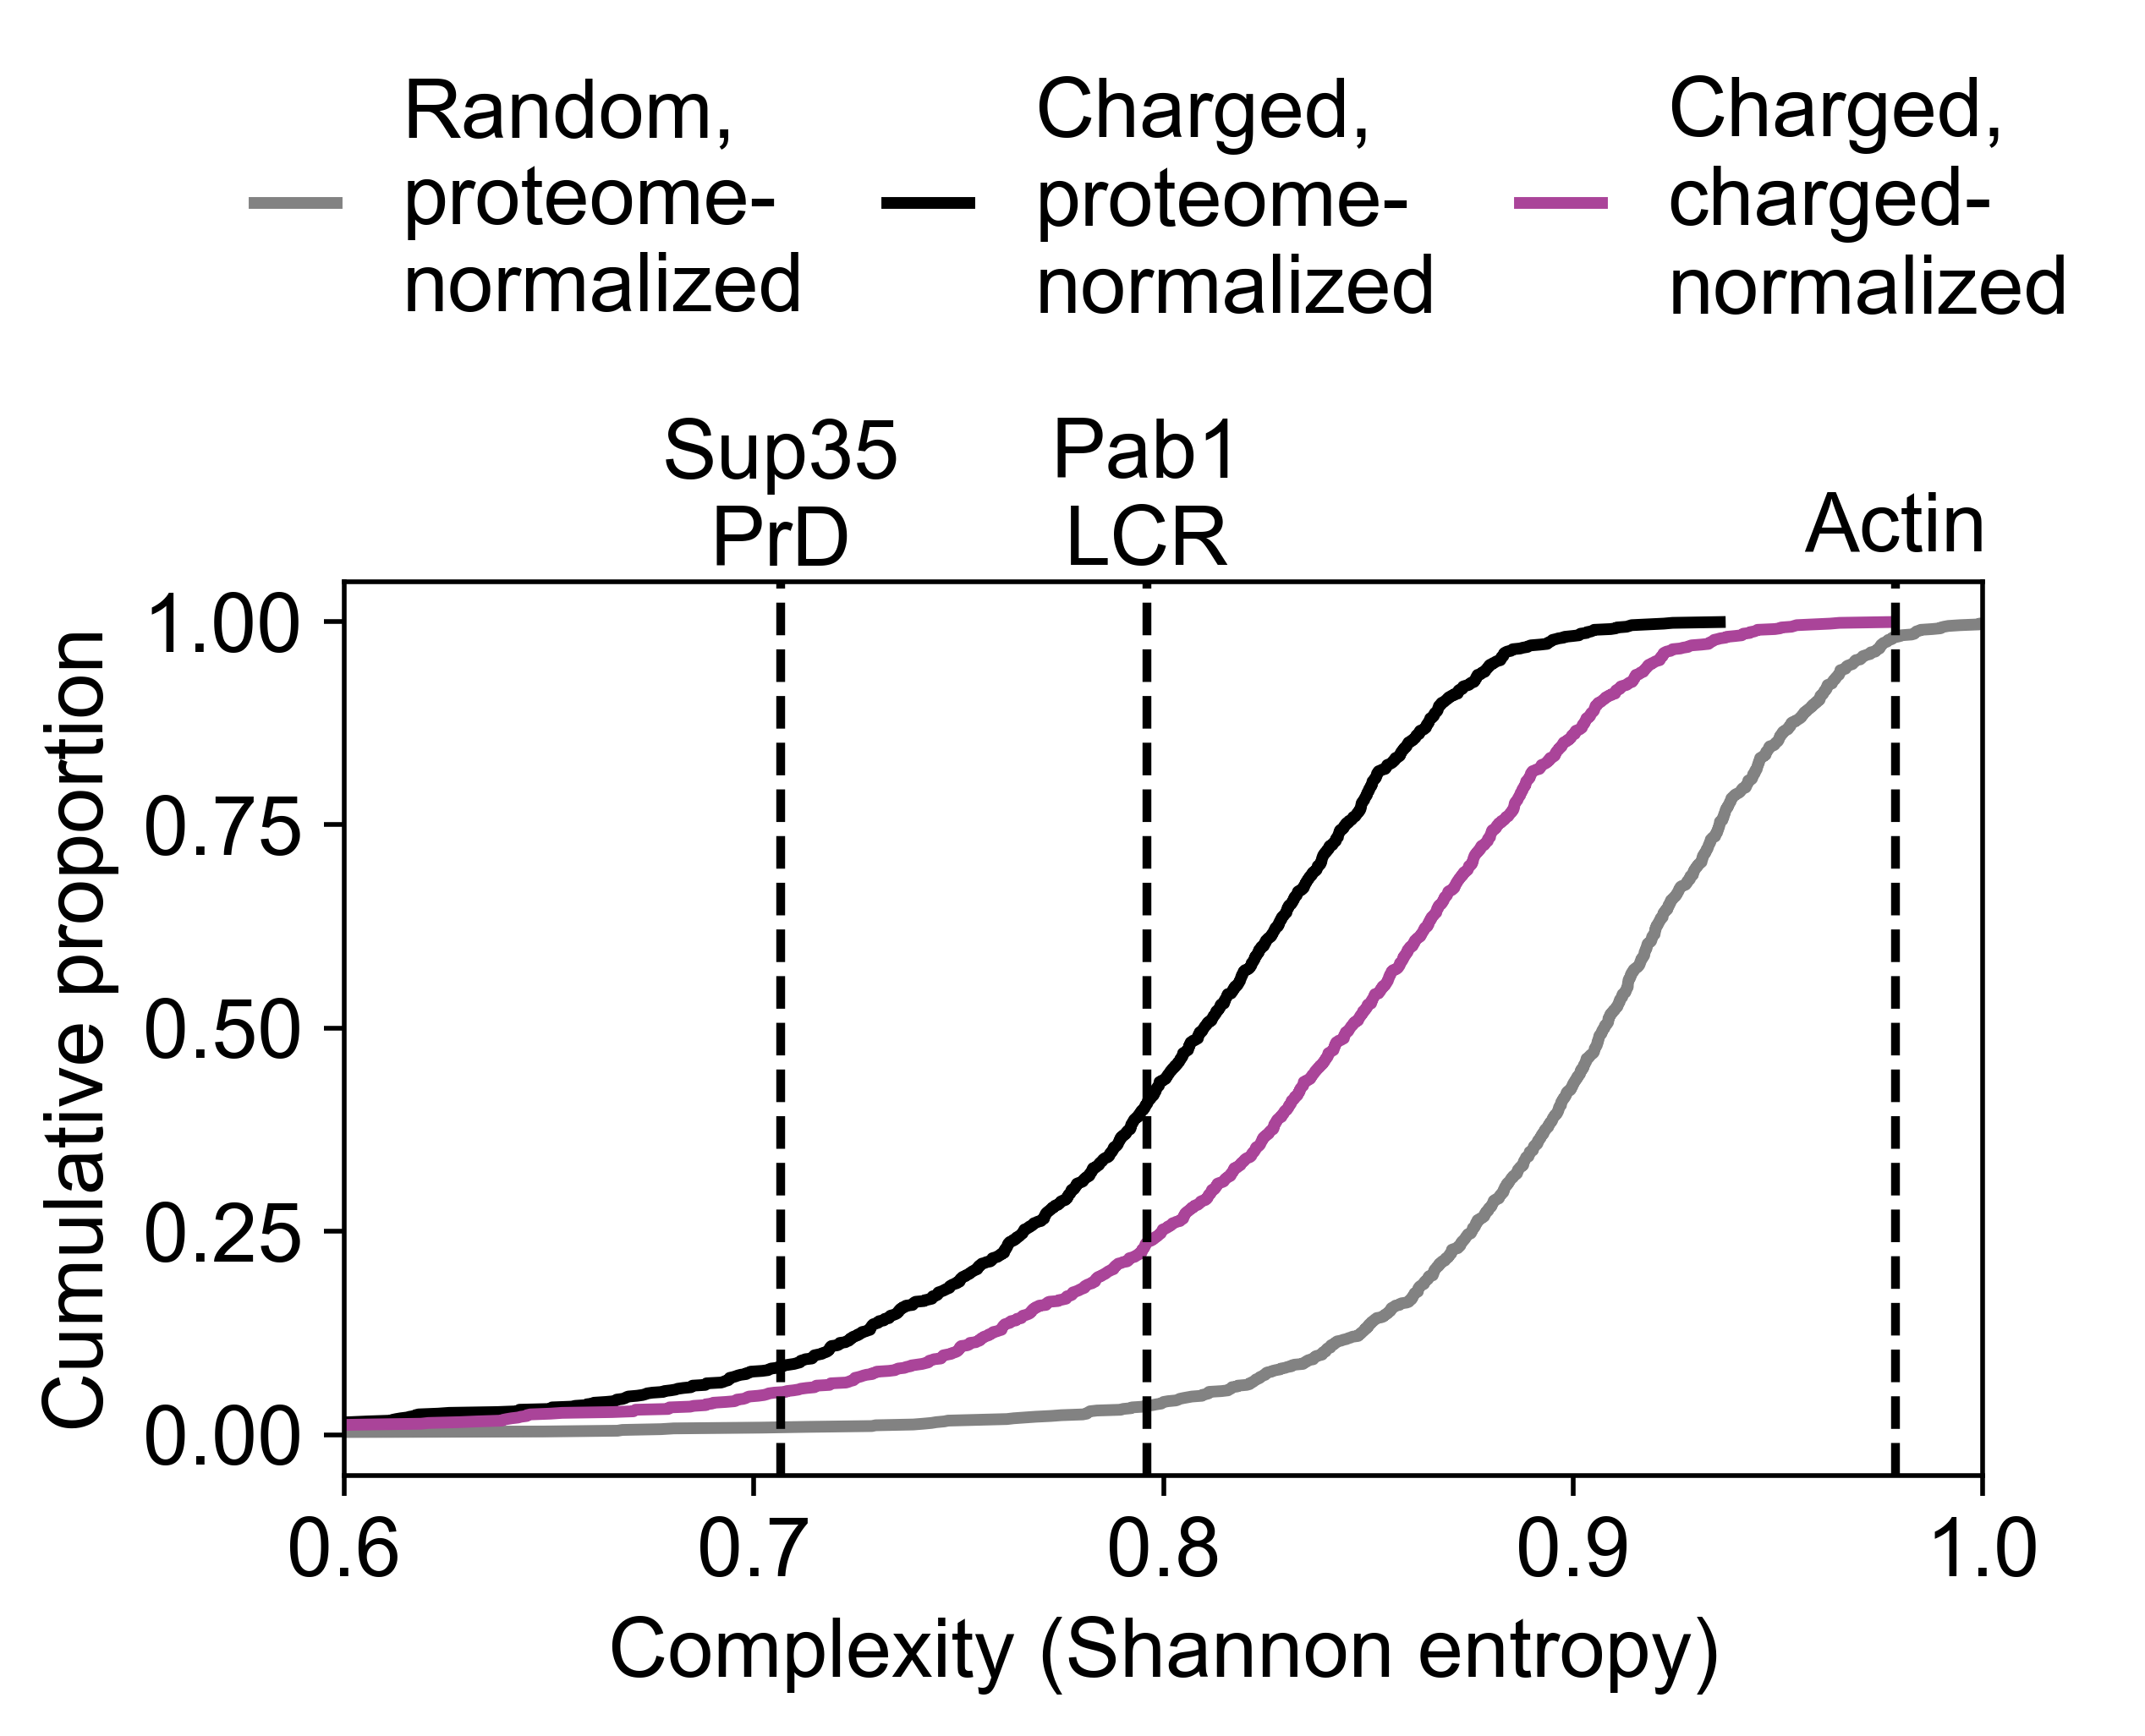 Random,
proteome-
normalized
Charged,
proteome-
normalized
Charged,
charged-
normalized
Sup35
PrD
Pab1
LCR
Actin
1.00
0.75
0.50
0.25
0.00
Cumulative proportion
0.6
0.7
0.8
0.9
1.0
Complexity (Shannon entropy)